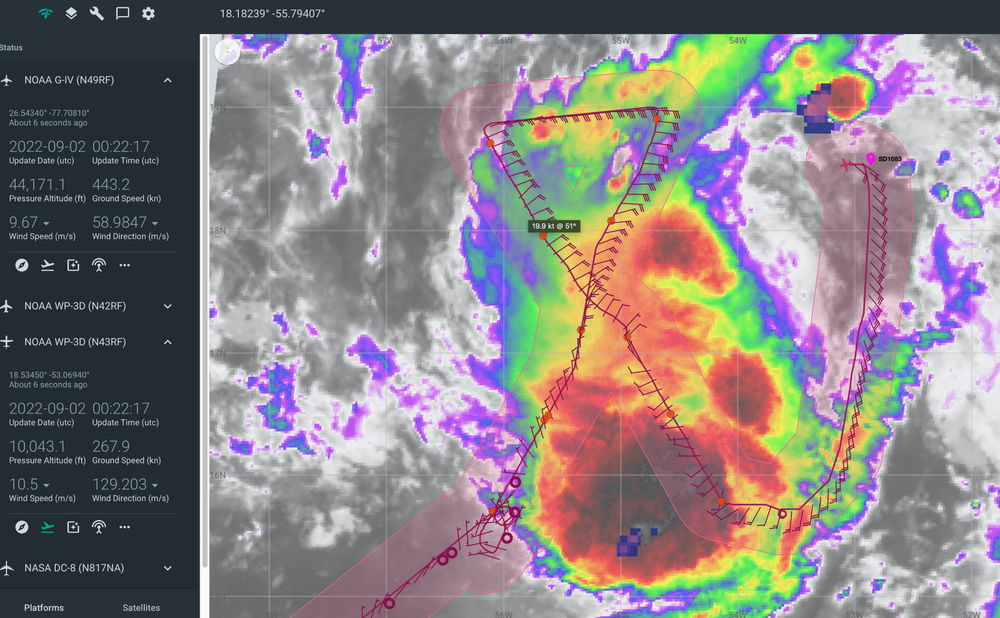 18.18239° -55.79407°
Status
NOAA G-IV (N49RF)
26.54340° -77.70810°
About 6 seconds ago
2022-09-02 00:22:17
Update Date (utc) Update Time (utc)
44,171.1 443.2
Pressure Altitude (ft) Ground Speed (kn)
9.67 58.9847
Wind Speed (m/s) Wind Direction (m/s)
NOAA WP-3D (N42RF)
NOAA WP-3D (N43RF)
18.53450° -53.06940°
About 6 seconds ago
2022-09-02 00:22:17
Update Date (utc) Update Time (utc)
10,043.1 267.9
Pressure Altitude (ft) Ground Speed (kn)
10.5 129.203
Wind Speed (m/s) Wind Direction (m/s)
NASA DC-8 (N817NA)
Platforms Satellites
58W 57W 56W 55W 54W 53W 52W
19N
SD1083
19.9 kt @ 51°
18N
17N
16N
15N
58W 56W 55W 54W 53W 52W